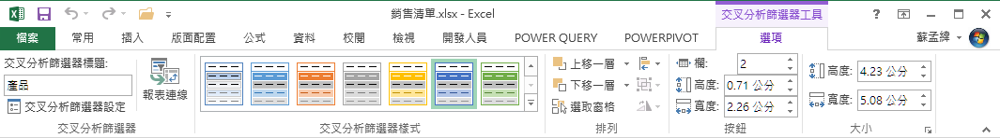 銷售清單.xlsx - Excel
交叉分析篩選器工具
?
檔案 常用 插入 版面配置 公式 資料 校閱 檢視 開發人員 POWER QUERY POWERPIVOT 選項 蘇孟緯
交叉分析篩選器標題:
產品
交叉分析篩選器設定
報表連線
上移一層
下移一層
選取窗格
欄: 2
高度: 0.71 公分
寬度: 2.26 公分
高度: 4.23 公分
寬度: 5.08 公分
交叉分析篩選器 交叉分析篩選器樣式 排列 按鈕 大小